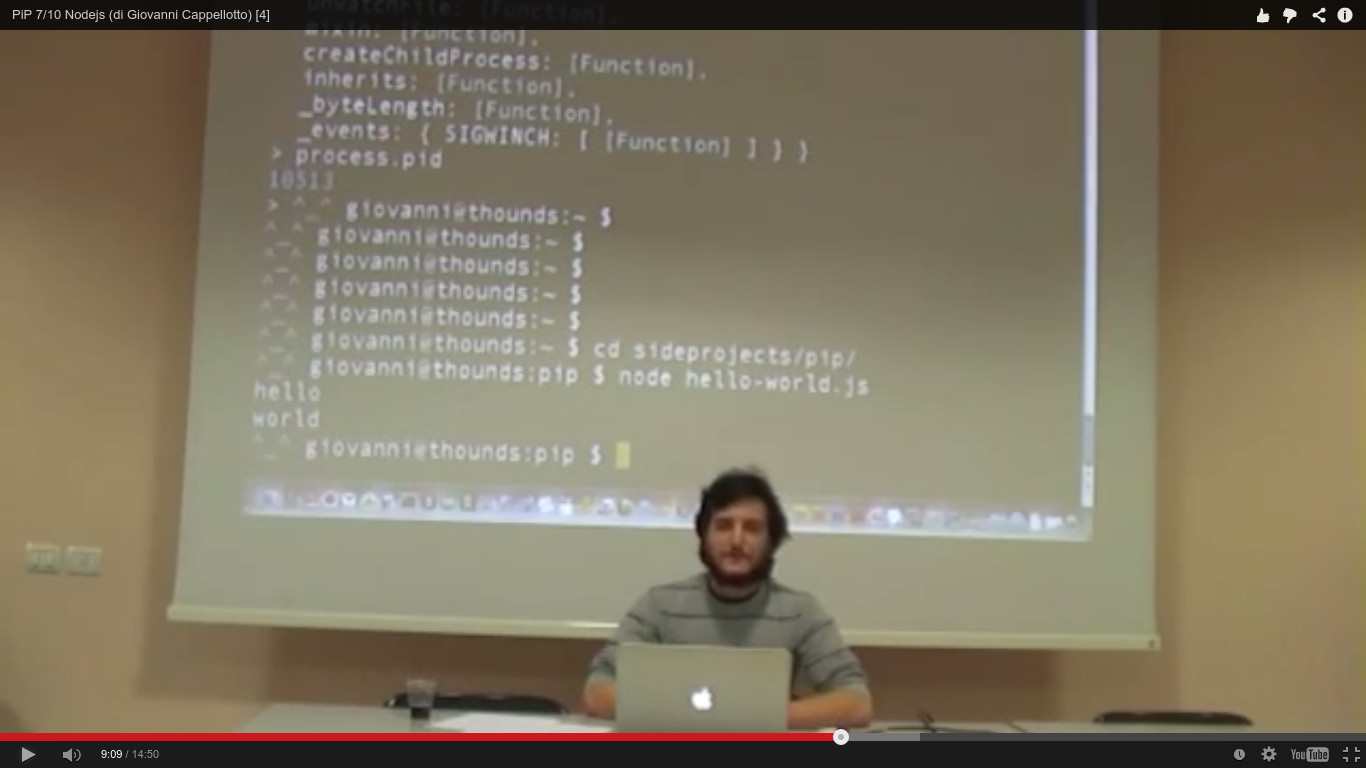 PiP 7/10 Nodejs (di Giovanni Cappellotto) [4]
unwatchFile: [Function],
mixin: [Function],
createChildProcess: [Function],
inherits: [Function],
_byteLength: [Function],
_events: { SIGWINCH: [ [Function] ] } }
> process.pid
10513
> ^_^ giovanni@thounds:~ $
^_^ giovanni@thounds:~ $
^_^ giovanni@thounds:~ $
^_^ giovanni@thounds:~ $
^_^ giovanni@thounds:~ $
^_^ giovanni@thounds:~ $ cd sideprojects/pip/
^_^ giovanni@thounds:pip $ node hello-world.js
hello
world
^_^ giovanni@thounds:pip $
9:09 / 14:50
YouTube